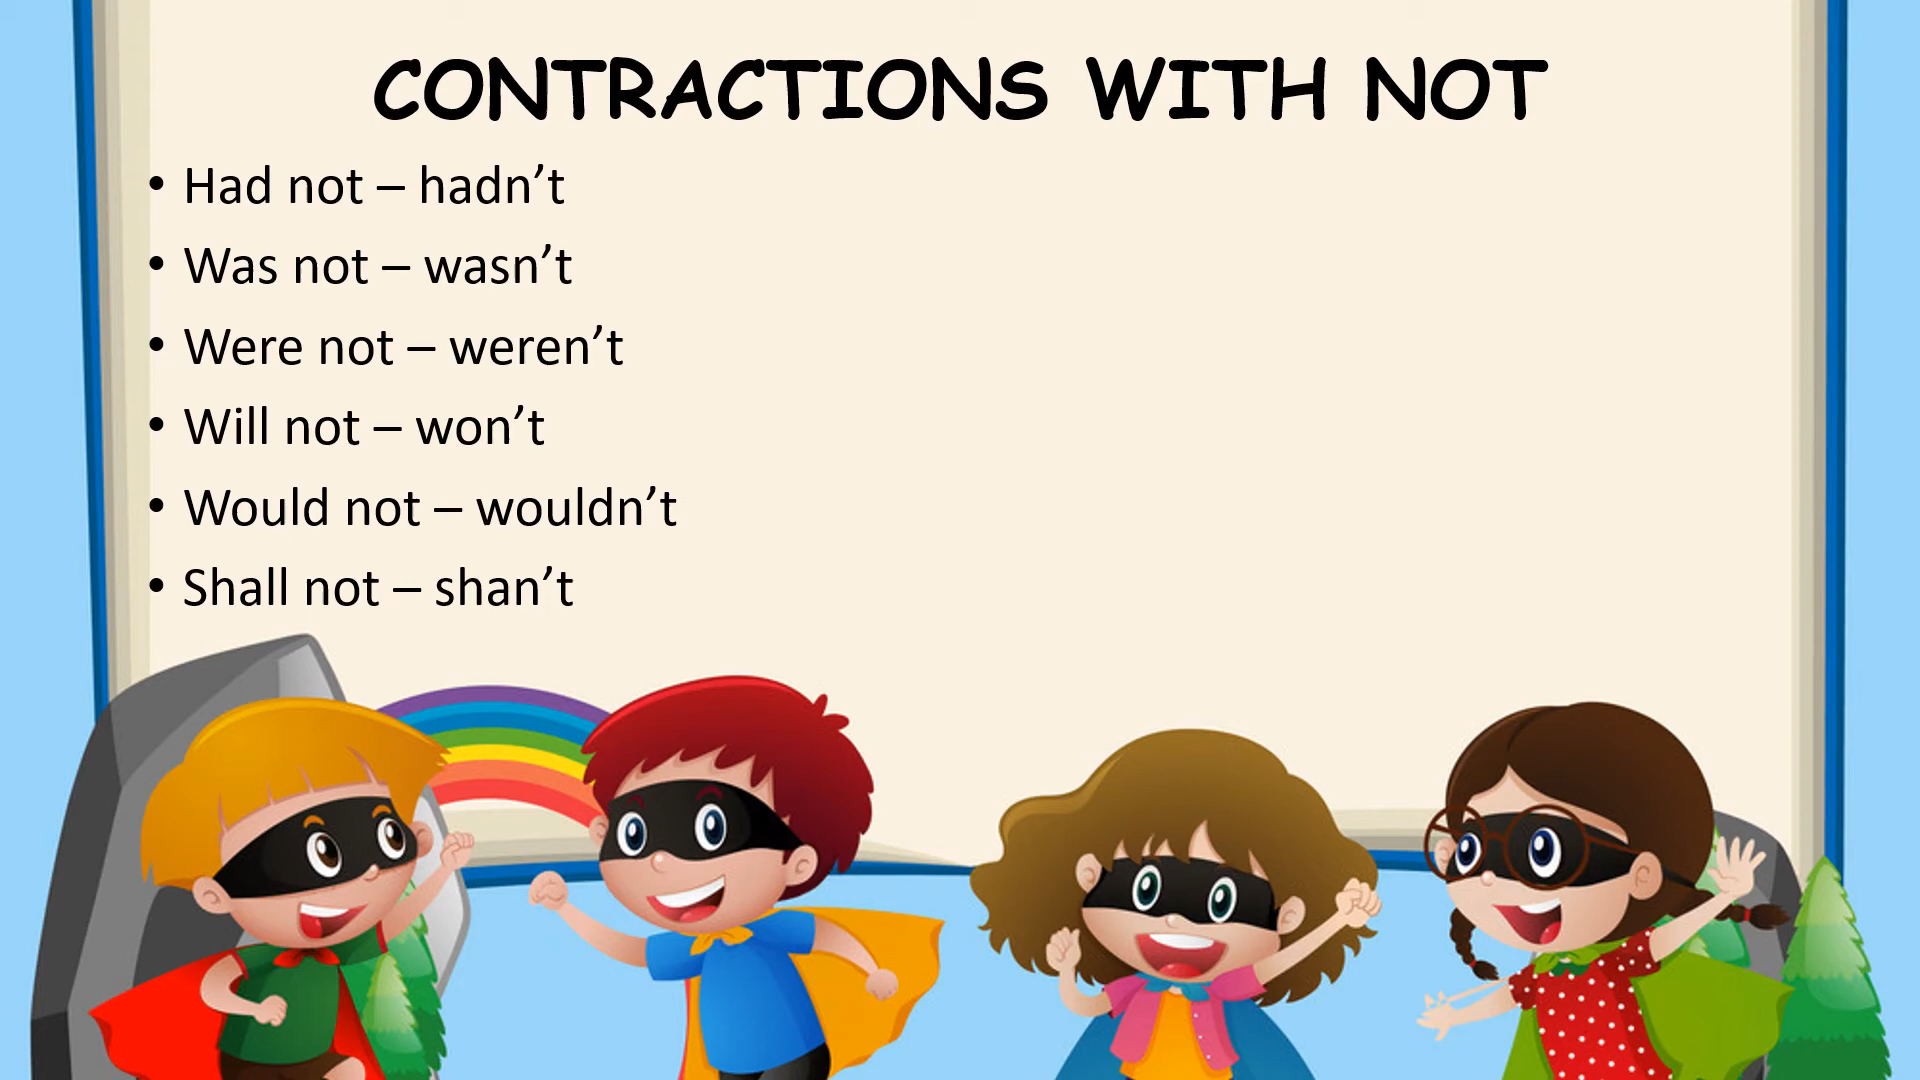 CONTRACTIONS WITH NOT
• Had not – hadn’t
• Was not – wasn’t
• Were not – weren’t
• Will not – won’t
• Would not – wouldn’t
• Shall not – shan’t